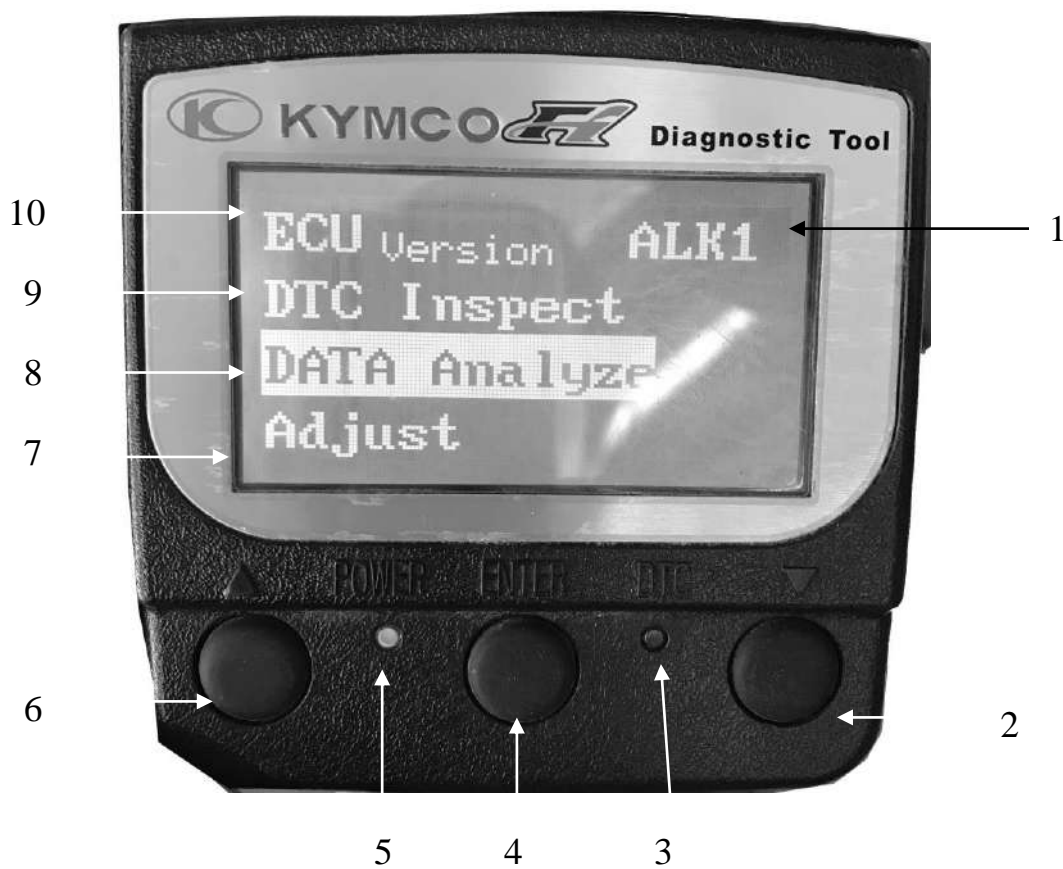 KYMCO Fi Diagnostic Tool
10 ECU Version ALK1 1
9 DTC Inspect
8 DATA Analyze
7 Adjust
▲ POWER ENTER DTC ▼
6 2
5 4 3